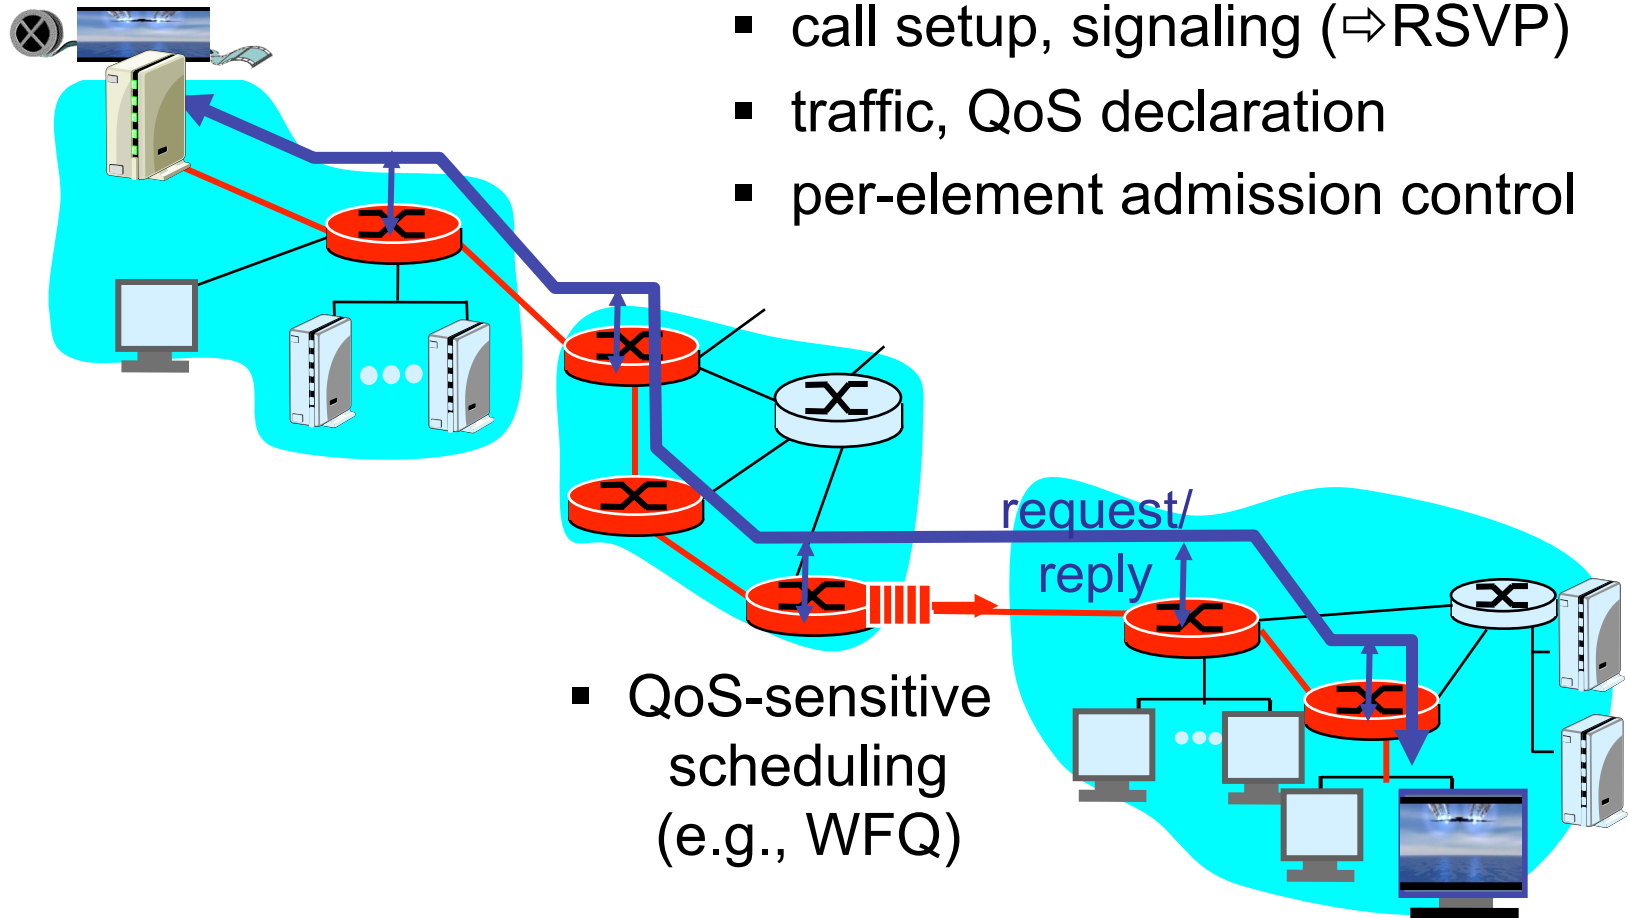 ▪ call setup, signaling (⇨RSVP)
▪ traffic, QoS declaration
▪ per-element admission control
request/
reply
▪ QoS-sensitive
scheduling
(e.g., WFQ)